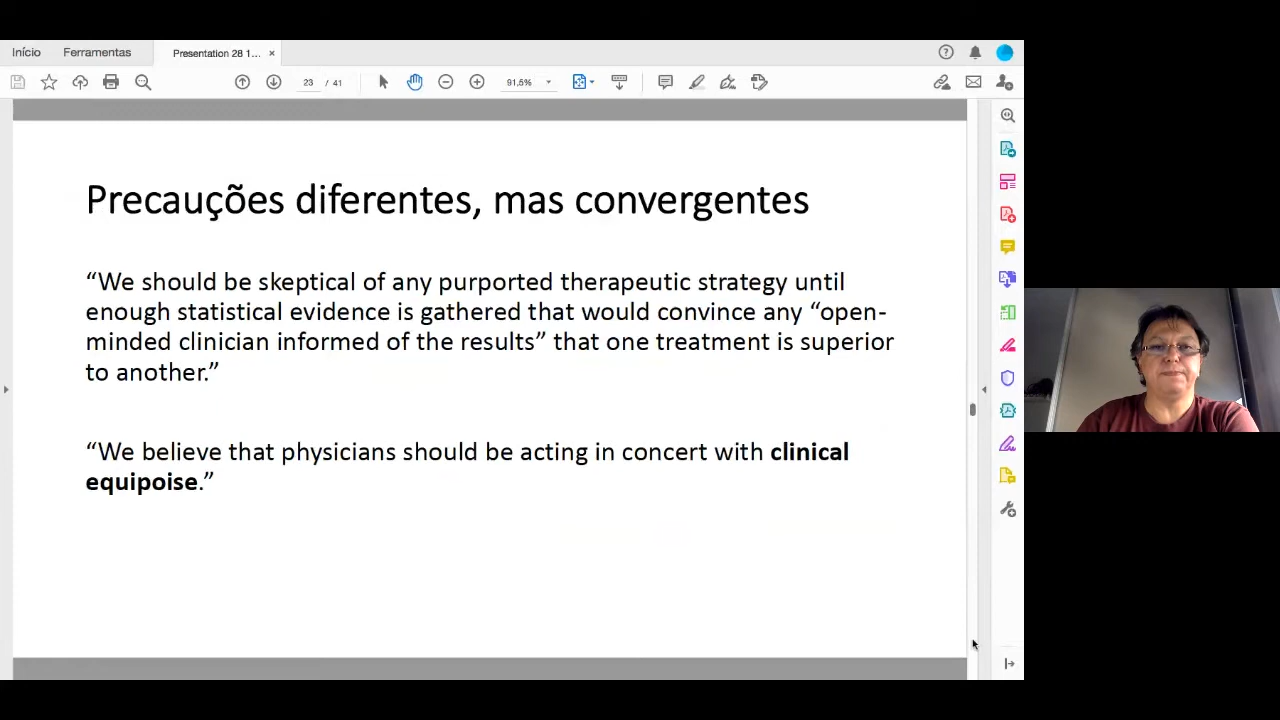 Início Ferramentas Presentation 28 1... ×
23 / 41 91,6%
Precauções diferentes, mas convergentes
“We should be skeptical of any purported therapeutic strategy until
enough statistical evidence is gathered that would convince any “open-
minded clinician informed of the results” that one treatment is superior
to another.”
“We believe that physicians should be acting in concert with clinical
equipoise.”